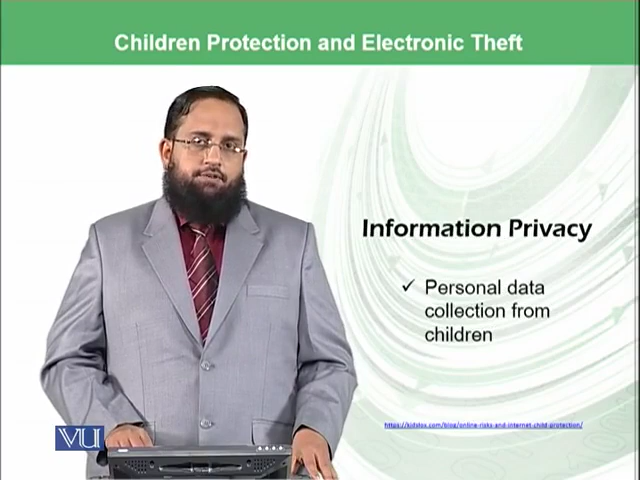 Children Protection and Electronic Theft
Information Privacy
✓ Personal data
collection from
children
https://kidslox.com/blog/online-risks-and-internet-child-protection/
VU